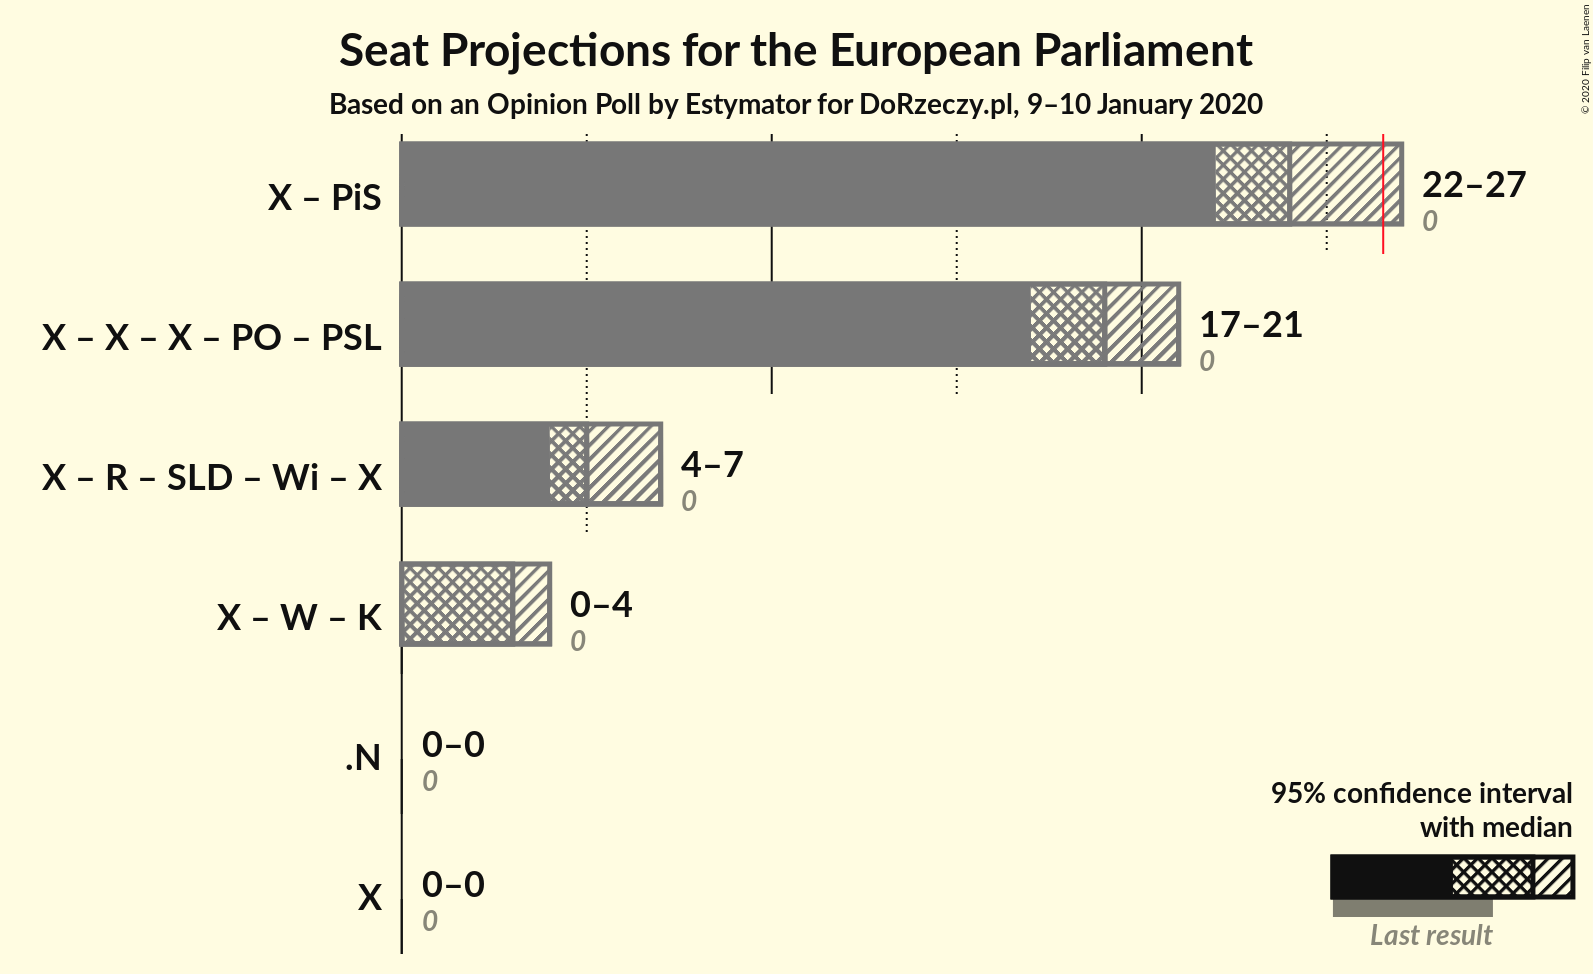 Seat Projections for the European Parliament
Based on an Opinion Poll by Estymator for DoRzeczy.pl, 9–10 January 2020
© 2020 Filip van Laenen
X – PiS
22–27
0
X – X – X – PO – PSL
17–21
0
X – R – SLD – Wi – X
4–7
0
X – W – K
0–4
0
.N
0–0
0
X
0–0
0
95% confidence interval
with median
Last result